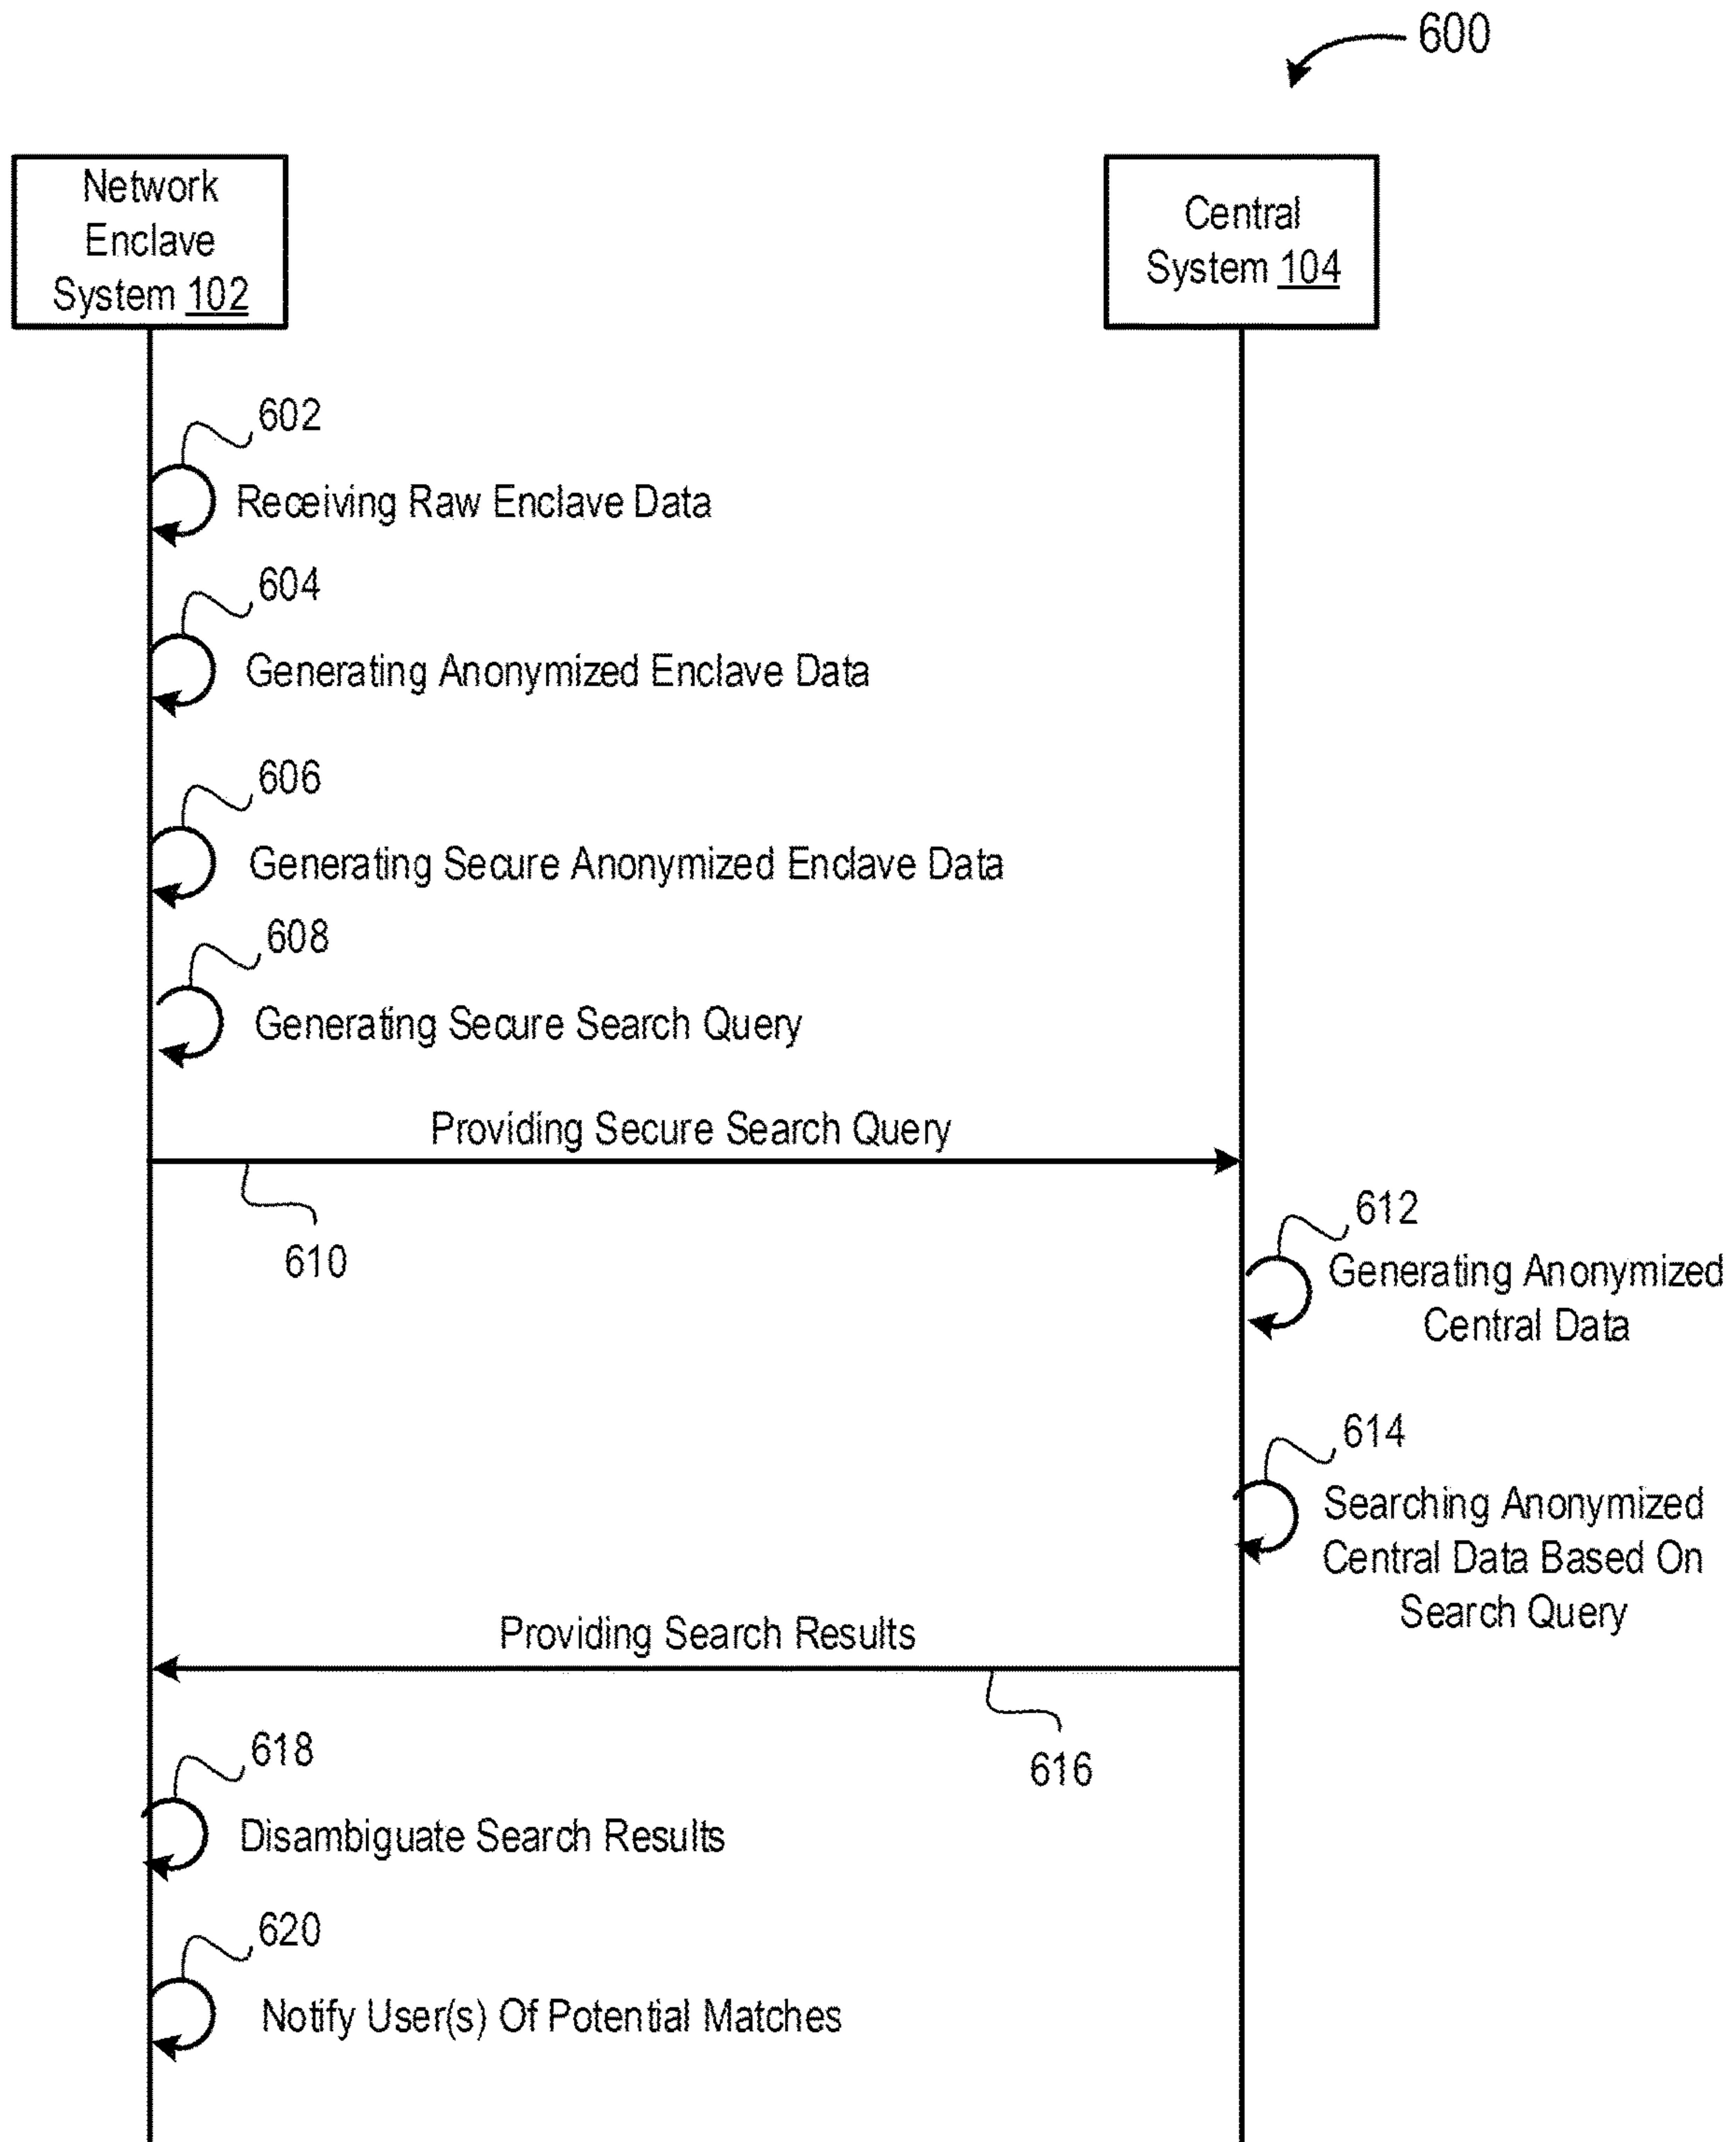 600
Network
Enclave
System 102
Central
System 104
602
Receiving Raw Enclave Data
604
Generating Anonymized Enclave Data
606
Generating Secure Anonymized Enclave Data
608
Generating Secure Search Query
Providing Secure Search Query
610
612
Generating Anonymized
Central Data
614
Searching Anonymized
Central Data Based On
Search Query
Providing Search Results
616
618
Disambiguate Search Results
620
Notify User(s) Of Potential Matches